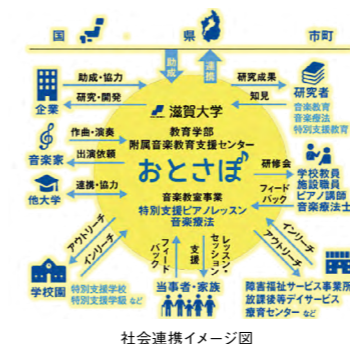 国
県
市町
助成
連携
助成・協力
研究・開発
企業
研究成果
知見
研究者
音楽教育
音楽療法
特別支援教育
滋賀大学
教育学部
附属音楽教育支援センター
おとさぽ
作曲・演奏
出演依頼
音楽家
連携・協力
他大学
研修会
フィード
バック
学校教員
施設職員
ピアノ講師
音楽療法士
音楽教室事業
特別支援ピアノレッスン
音楽療法
アウトリーチ
インリーチ
学校園
特別支援学校
特別支援学級 など
フィード
バック
支援
レッスン・
セッション
当事者・家族
インリーチ
アウトリーチ
障害福祉サービス事業所
放課後等デイサービス
療育センター など
社会連携イメージ図